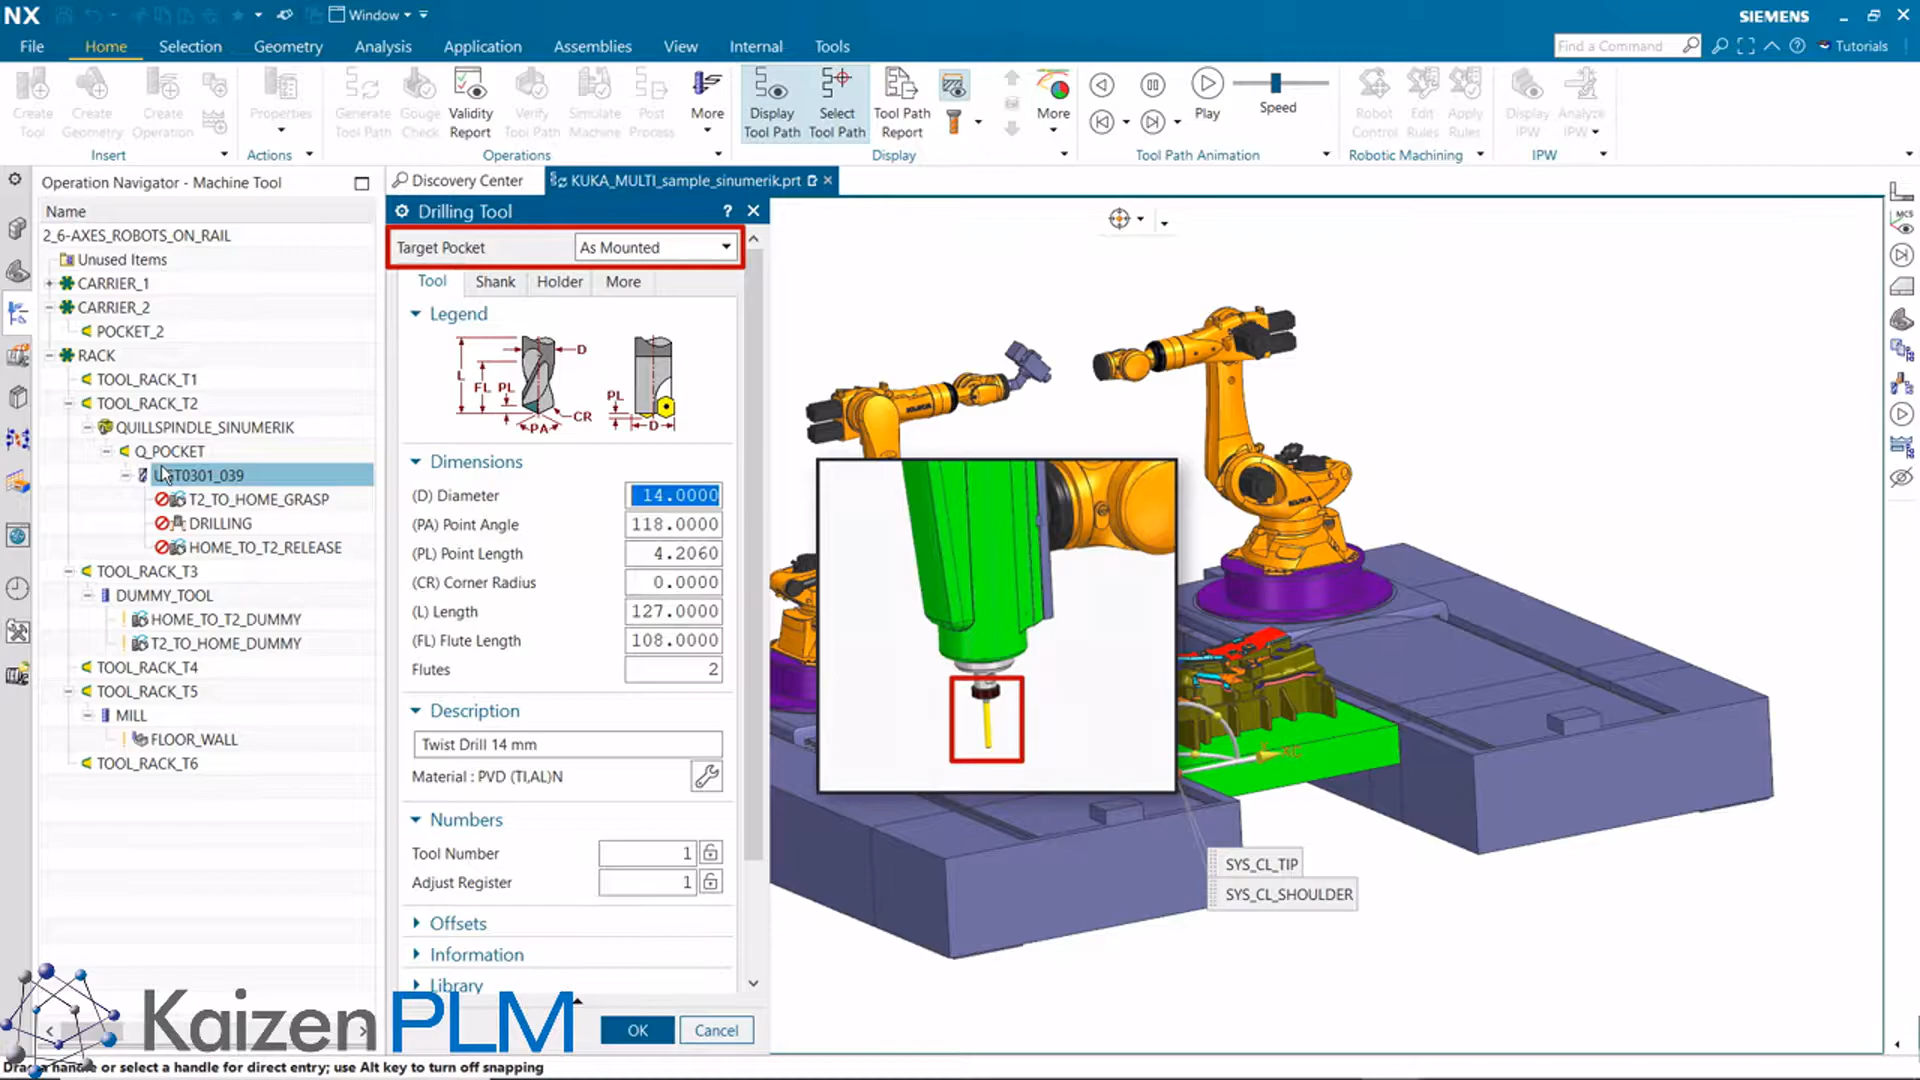 NX
Window
SIEMENS
File
Home
Selection
Geometry
Analysis
Application
Assemblies
View
Internal
Tools
Find a Command
Tutorials
Create Tool
Create Geometry
Create Operation
Properties
Generate Tool Path
Gouge Check
Validity Report
Verify Tool Path
Simulate Machine
Post Process
More
Display Tool Path
Select Tool Path
Tool Path Report
More
Play
Speed
Robot Control
Edit Rules
Apply Rules
Display IPW
Analyze IPW
Insert
Actions
Operations
Display
Tool Path Animation
Robotic Machining
IPW
Operation Navigator - Machine Tool
Discovery Center
KUKA_MULTI_sample_sinumerik.prt
Name
2_6-AXES_ROBOTS_ON_RAIL
Unused Items
CARRIER_1
CARRIER_2
POCKET_2
RACK
TOOL_RACK_T1
TOOL_RACK_T2
QUILLSPINDLE_SINUMERIK
Q_POCKET
T0301_039
T2_TO_HOME_GRASP
DRILLING
HOME_TO_T2_RELEASE
TOOL_RACK_T3
DUMMY_TOOL
HOME_TO_T2_DUMMY
T2_TO_HOME_DUMMY
TOOL_RACK_T4
TOOL_RACK_T5
MILL
FLOOR_WALL
TOOL_RACK_T6
Drilling Tool
?
Target Pocket
As Mounted
Tool
Shank
Holder
More
Legend
D
L
FL
PL
CR
PA
PL
D
Dimensions
(D) Diameter
14.0000
(PA) Point Angle
118.0000
(PL) Point Length
4.2060
(CR) Corner Radius
0.0000
(L) Length
127.0000
(FL) Flute Length
108.0000
Flutes
2
Description
Twist Drill 14 mm
Material : PVD (TI,AL)N
Numbers
Tool Number
1
Adjust Register
1
Offsets
Information
Library
OK
Cancel
MCS
SYS_CL_TIP
SYS_CL_SHOULDER
Kaizen PLM
Drag a handle or select a handle for direct entry; use Alt key to turn off snapping